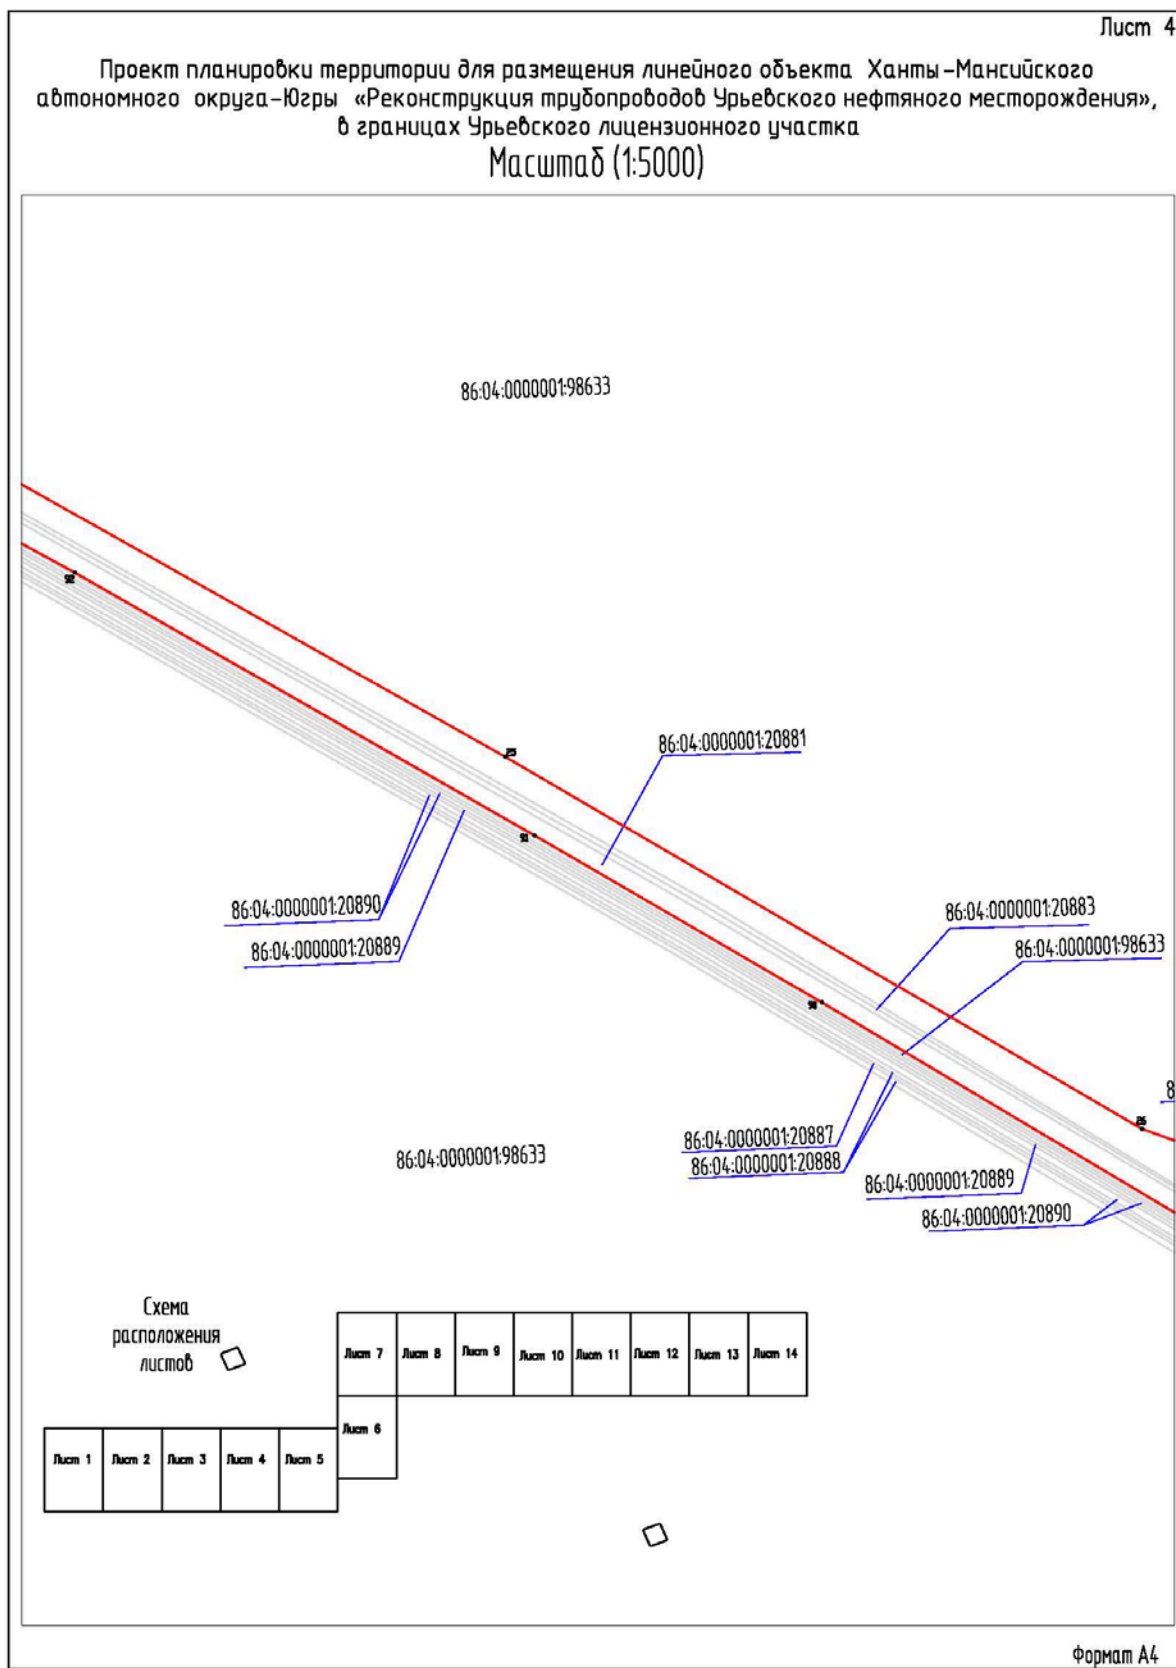 Лист 4
Проект планировки территории для размещения линейного объекта Ханты-Мансийского
автономного округа-Югры «Реконструкция трубопроводов Урьевского нефтяного месторождения»,
в границах Урьевского лицензионного участка
Масштаб (1:5000)
86:04:0000001:98633
86:04:0000001:20881
86:04:0000001:20890
86:04:0000001:20889
86:04:0000001:20883
86:04:0000001:98633
8
86:04:0000001:20887
86:04:0000001:20888
86:04:0000001:98633
86:04:0000001:20889
86:04:0000001:20890
Схема
расположения
листов
Лист 7 Лист 8 Лист 9 Лист 10 Лист 11 Лист 12 Лист 13 Лист 14
Лист 6
Лист 1 Лист 2 Лист 3 Лист 4 Лист 5
Формат А4